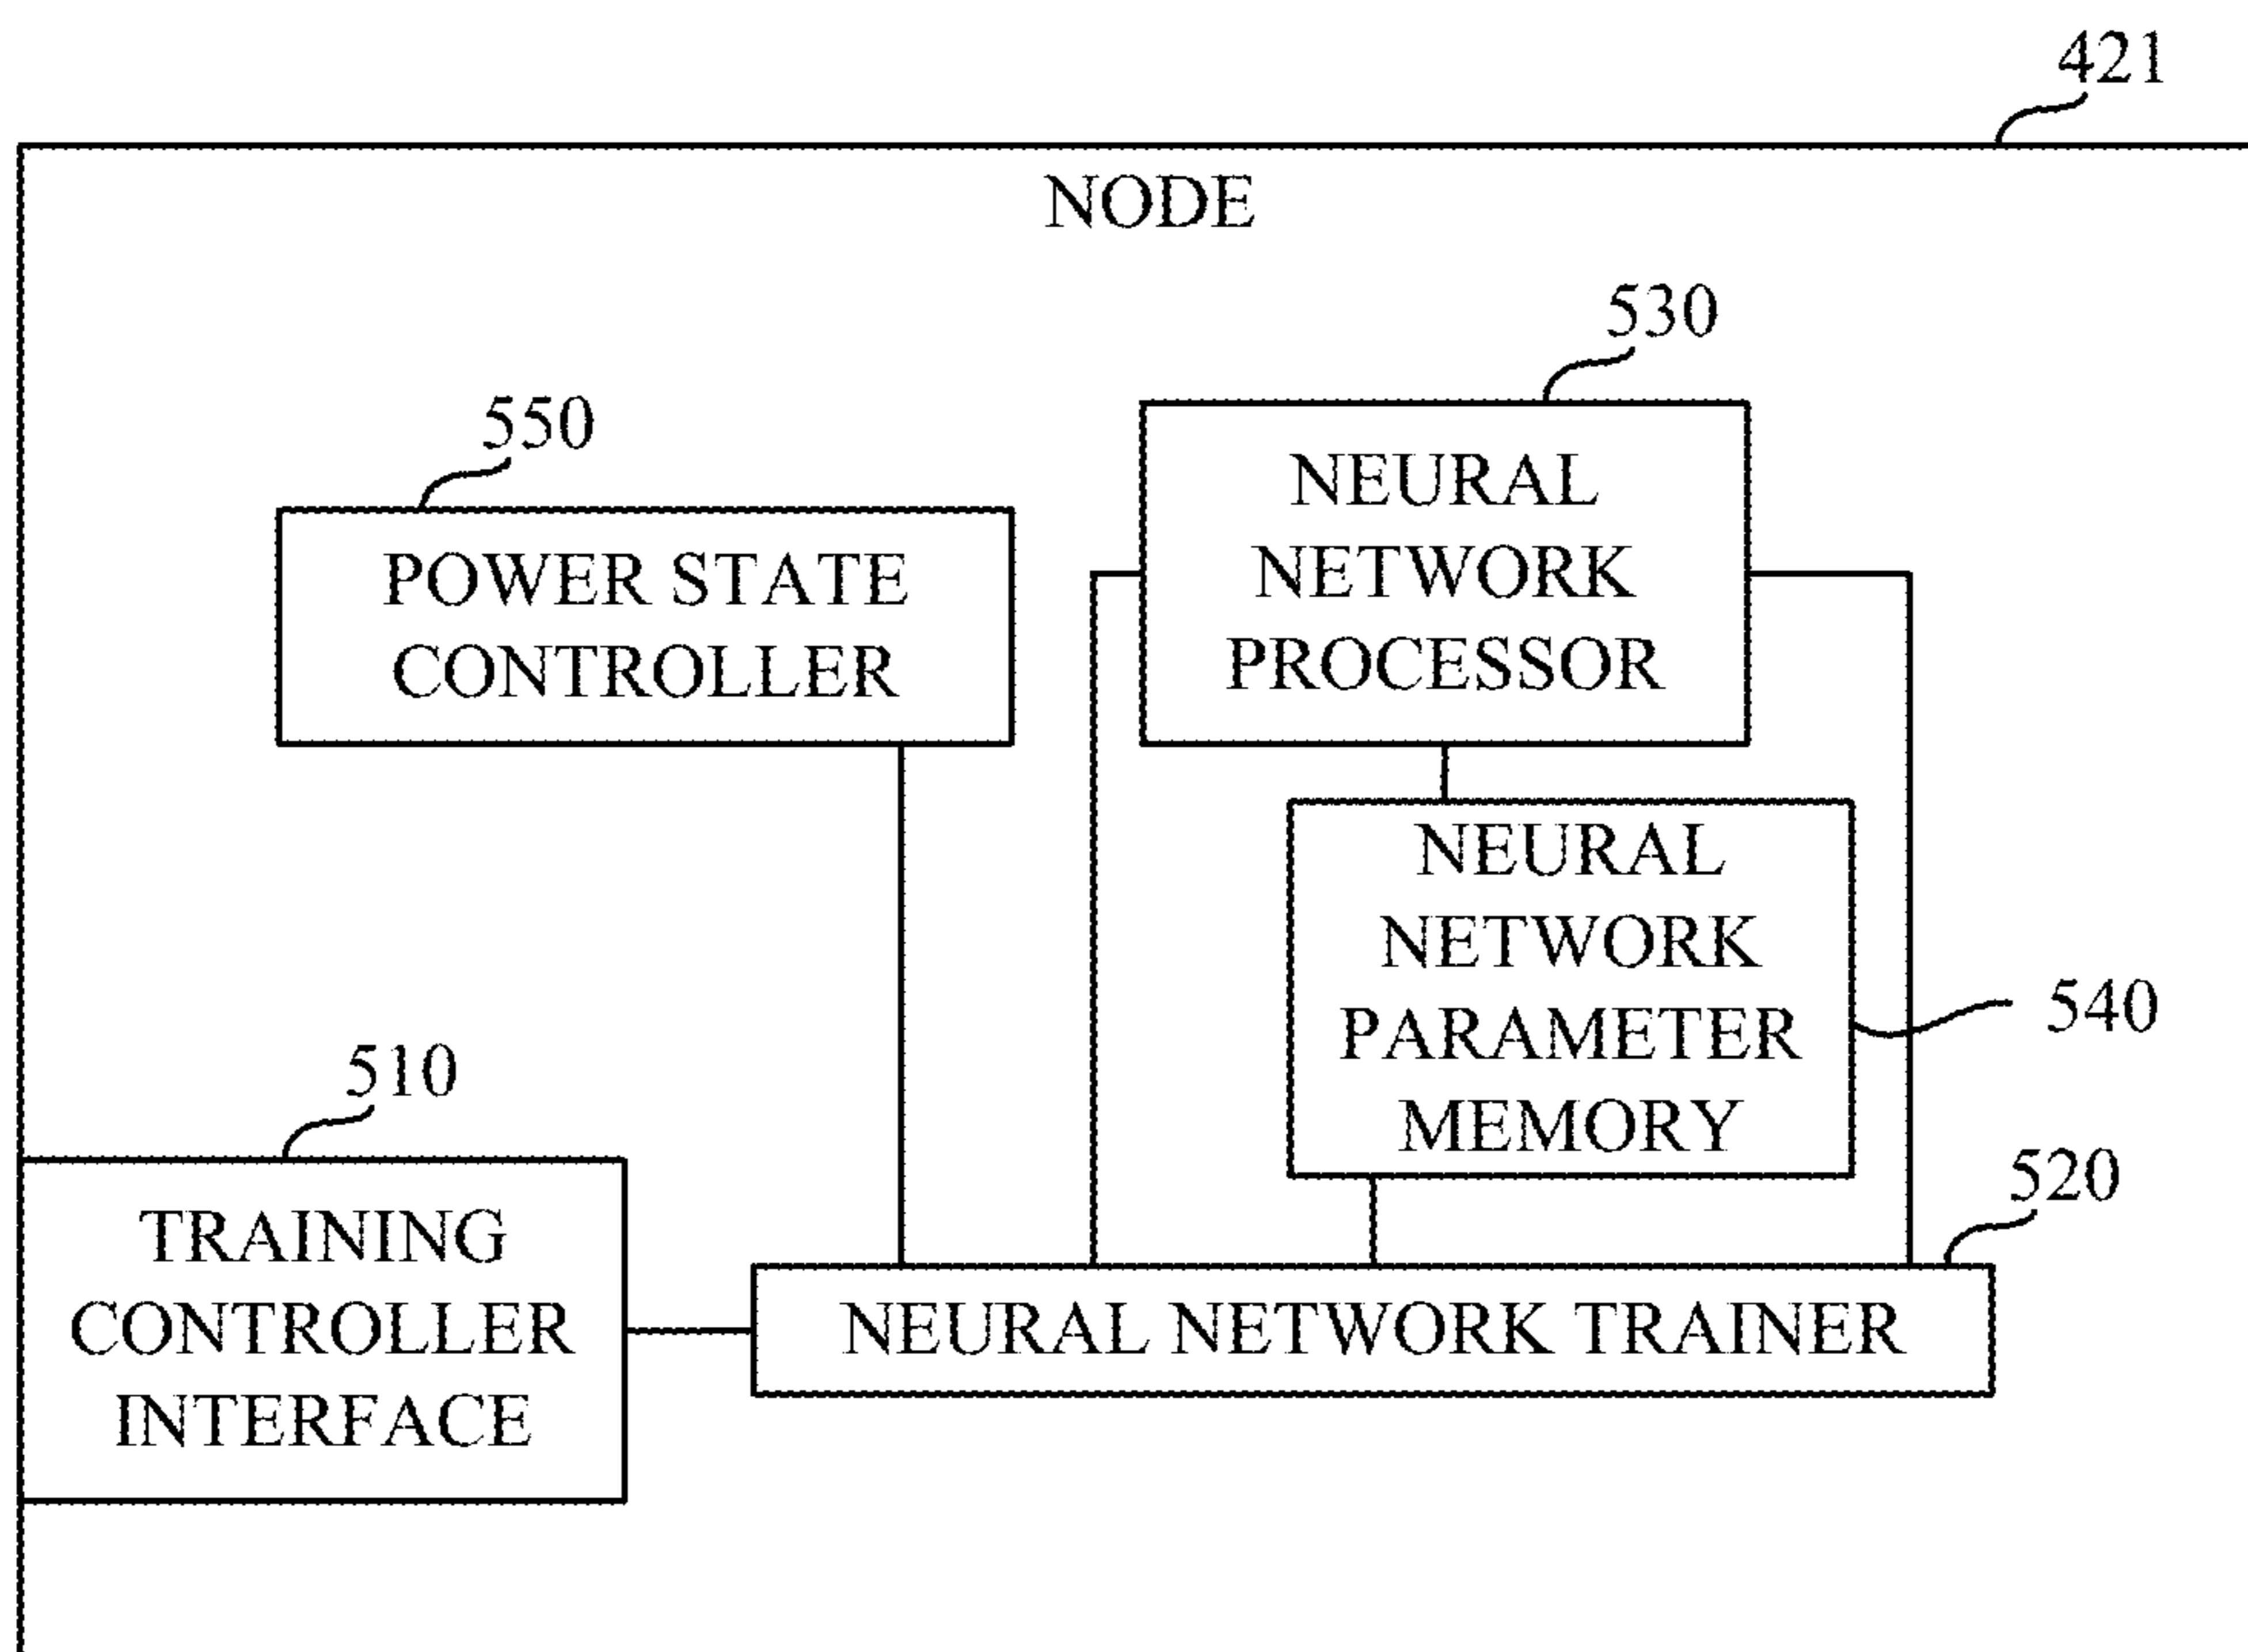 421
NODE
530
550
NEURAL
NETWORK
PROCESSOR
POWER STATE
CONTROLLER
NEURAL
NETWORK
PARAMETER
MEMORY
540
510
520
TRAINING
CONTROLLER
INTERFACE
NEURAL NETWORK TRAINER